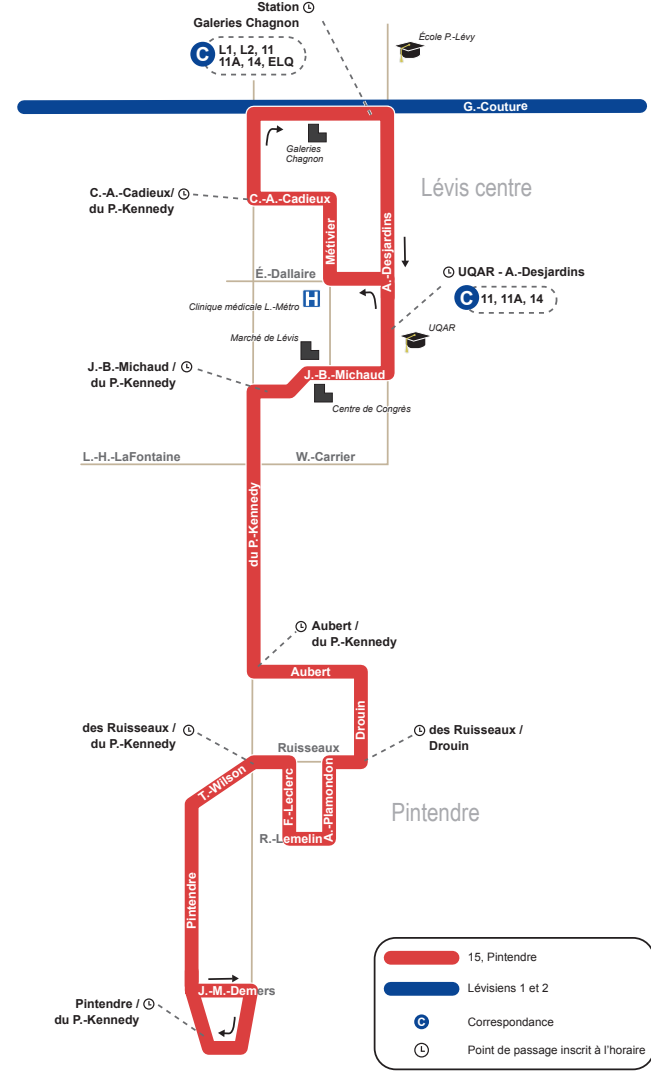 Station
Galeries Chagnon
C L1, L2, 11
11A, 14, ELQ
École P.-Lévy
G.-Couture
Galeries
Chagnon
Lévis centre
C.-A.-Cadieux/
du P.-Kennedy
C.-A.-Cadieux
Métivier
A.-Desjardins
É.-Dallaire
UQAR - A.-Desjardins
C 11, 11A, 14
Clinique médicale L.-Métro
H
UQAR
Marché de Lévis
J.-B.-Michaud /
du P.-Kennedy
J.-B.-Michaud
Centre de Congrès
L.-H.-LaFontaine
W.-Carrier
du P.-Kennedy
Aubert /
du P.-Kennedy
Aubert
Drouin
des Ruisseaux /
du P.-Kennedy
Ruisseaux
des Ruisseaux /
Drouin
T.-Wilson
F.-Leclerc
A.-Plamondon
R.-Lemelin
Pintendre
Pintendre
J.-M.-Demers
Pintendre /
du P.-Kennedy
15, Pintendre
Lévisiens 1 et 2
C Correspondance
Point de passage inscrit à l'horaire